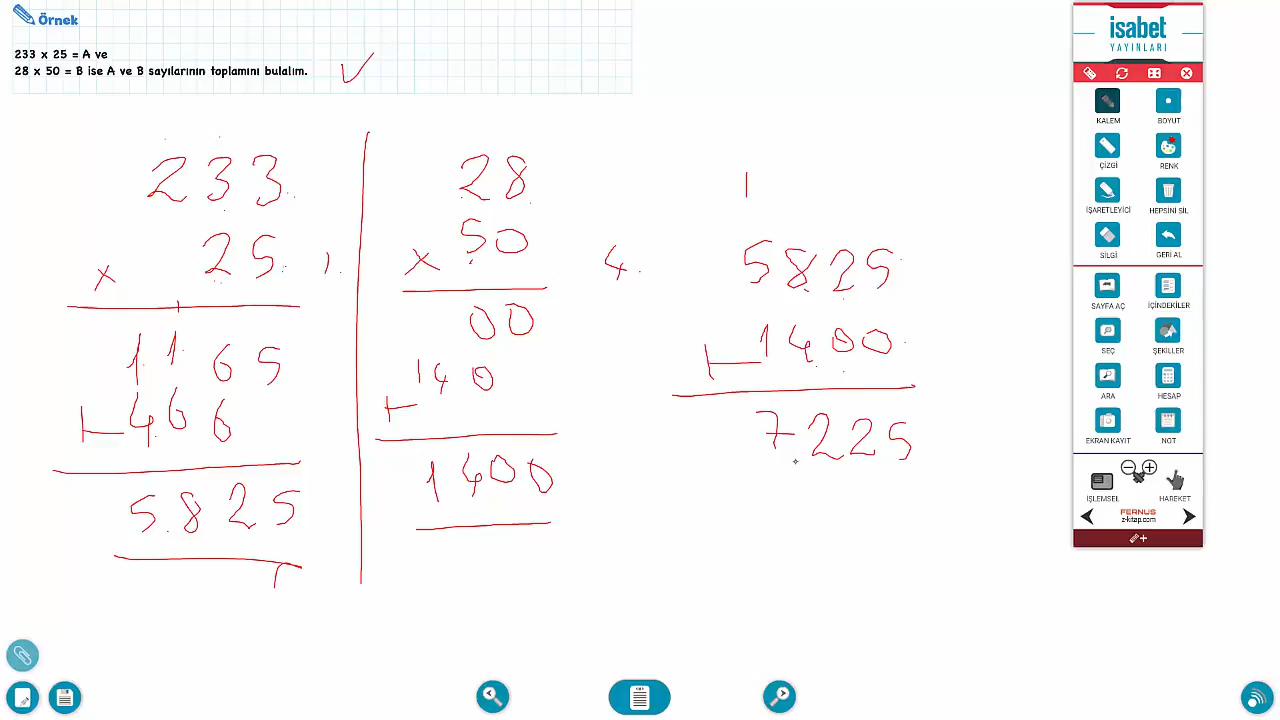 Örnek
233 x 25 = A ve
28 x 50 = B ise A ve B sayılarının toplamını bulalım.
233
x 25
1165
+466
5825
28
x 50
00
+140
1400
4
1
5825
+1400
7225
isabet
YAYINLARI
KALEM
BOYUT
ÇİZGİ
RENK
İŞARETLEYİCİ
HEPSİNİ SİL
SİLGİ
GERİ AL
SAYFA AÇ
İÇİNDEKİLER
SEÇ
ŞEKİLLER
ARA
HESAP
EKRAN KAYIT
NOT
İŞLEMSEL
HAREKET
FERNUS
z-kitap.com